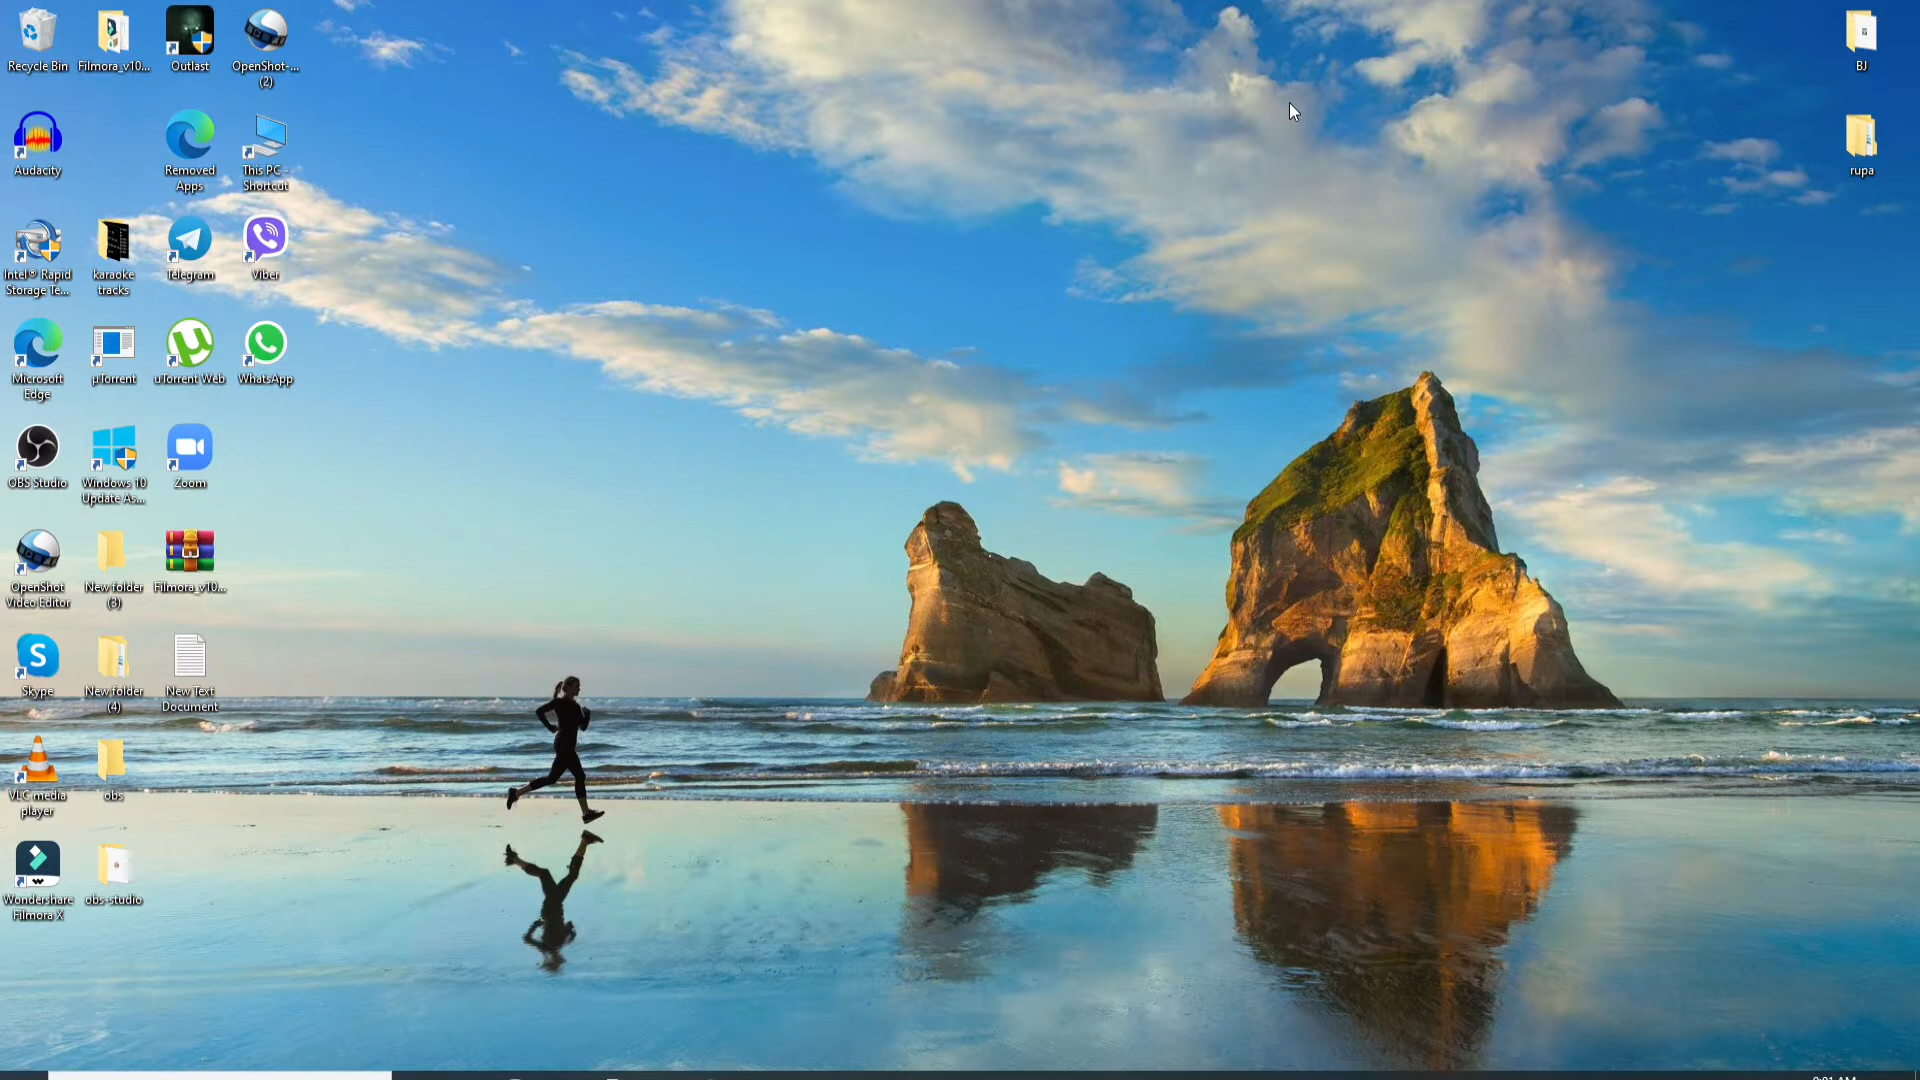 Recycle Bin
Filmora_v10...
Outlast
OpenShot-...
(2)
BJ
Audacity
Removed
Apps
This PC -
Shortcut
rupa
Intel® Rapid
Storage Te...
karaoke
tracks
Telegram
Viber
Microsoft
Edge
µTorrent
uTorrent Web
WhatsApp
OBS Studio
Windows 10
Update As...
Zoom
OpenShot
Video Editor
New folder
(3)
Filmora_v10...
Skype
New folder
(4)
New Text
Document
VLC media
player
obs
Wondershare
Filmora X
obs-studio